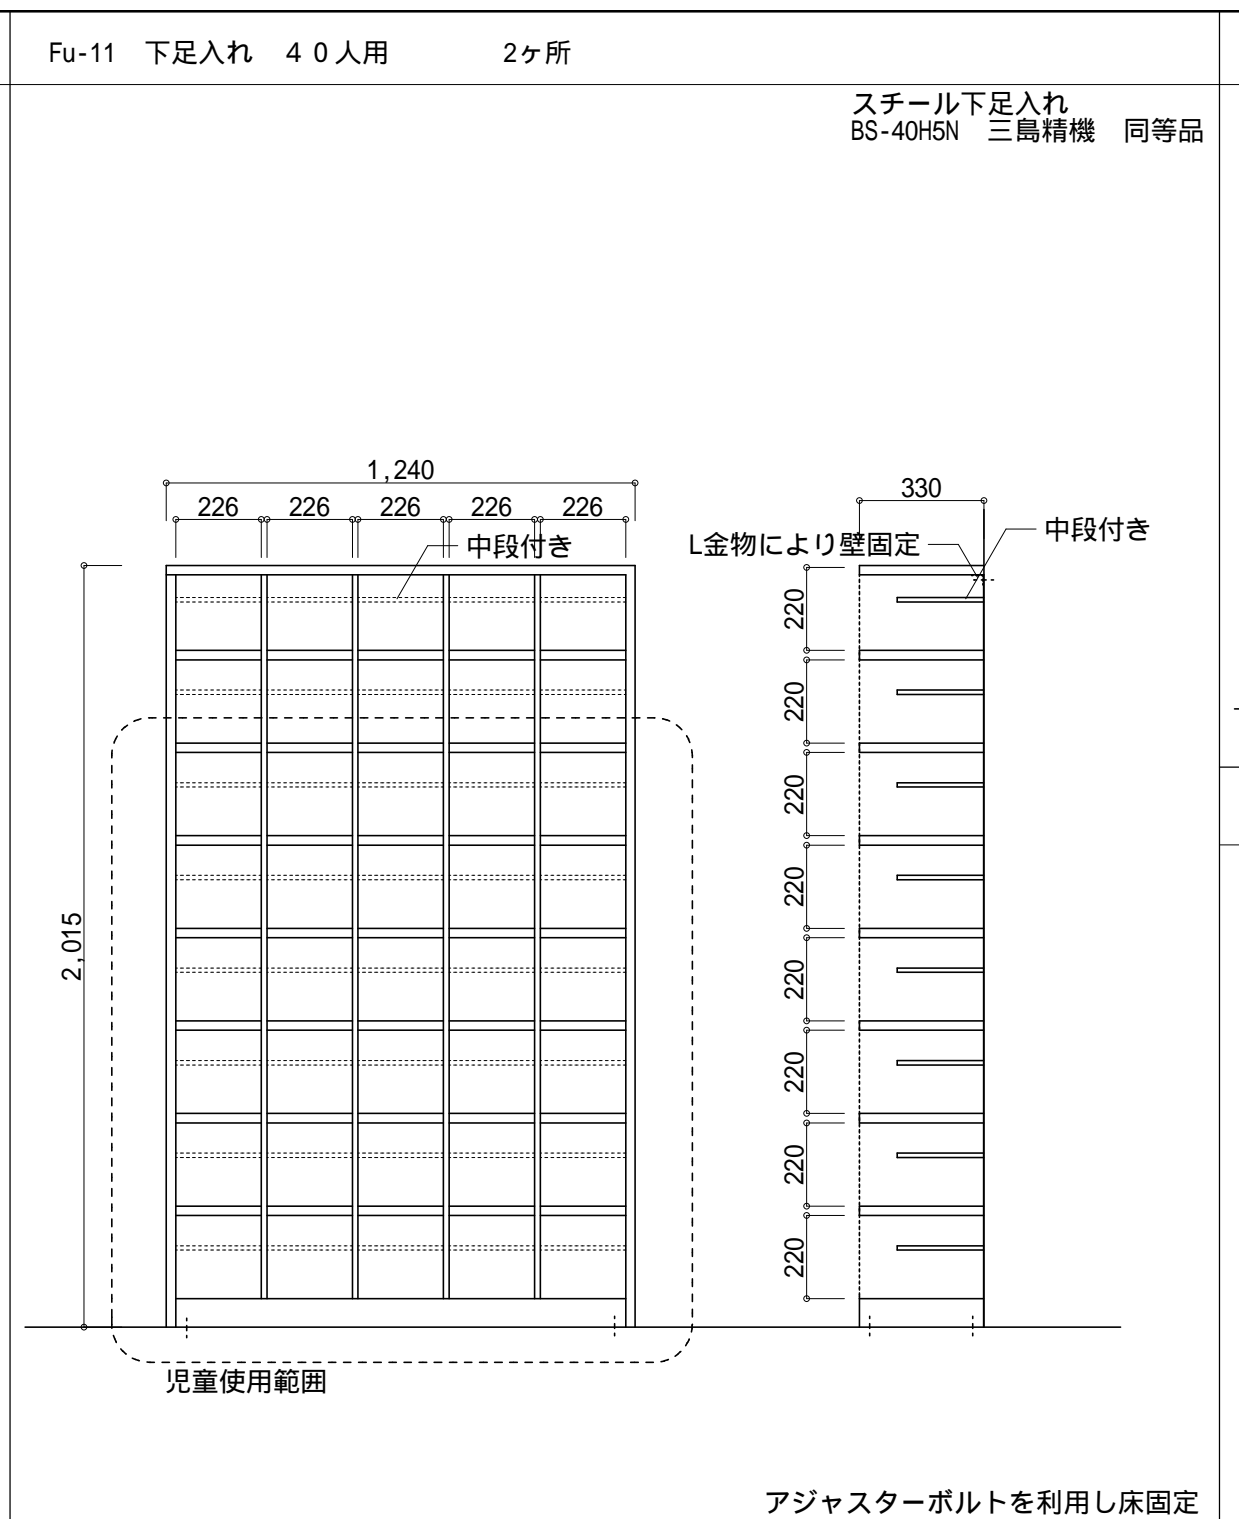 Fu-11　下足入れ　４０人用　　　　2ヶ所
スチール下足入れ
BS-40H5N　三島精機　同等品
1,240
226 226 226 226 226
中段付き
330
L金物により壁固定
中段付き
2,015
220
220
220
220
220
220
220
220
児童使用範囲
アジャスターボルトを利用し床固定